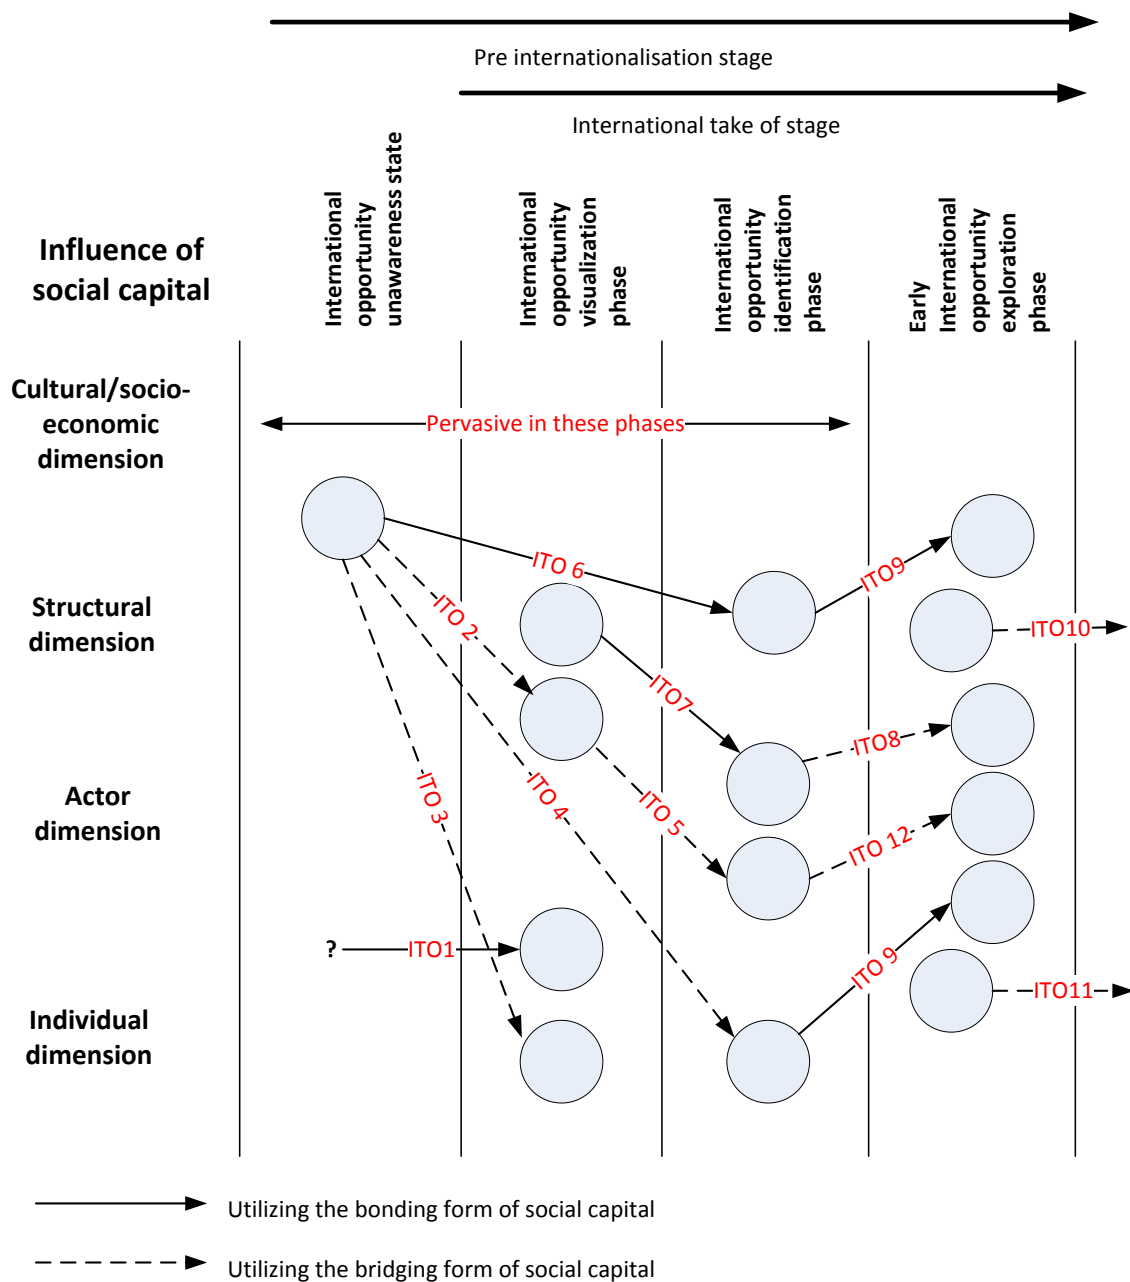 Pre internationalisation stage
International take of stage
Influence of
social capital
International
opportunity
unawareness state
International
opportunity
visualization
phase
International
opportunity
identification
phase
Early
International
opportunity
exploration
phase
Cultural/socio-
economic
dimension
Pervasive in these phases
Structural
dimension
ITO 6
ITO9
ITO 2
ITO10
ITO7
ITO8
Actor
dimension
ITO 3
ITO 4
ITO 5
ITO 12
?
ITO1
ITO 9
ITO11
Individual
dimension
Utilizing the bonding form of social capital
Utilizing the bridging form of social capital